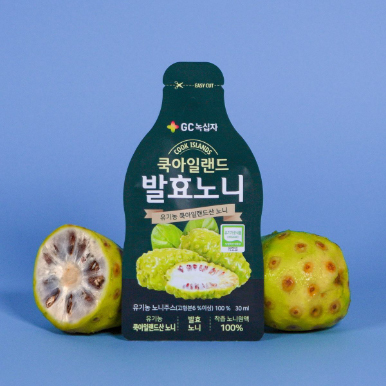 EASY CUT
GC녹십자
COOK ISLANDS
쿡아일랜드
발효노니
유기농 쿡아일랜드산 노니
유기농 노니주스(고형분6 %이상) 100 % 30 ml
유기농 발효 착즙 노니원액
쿡아일랜드산 노니 노니 100%